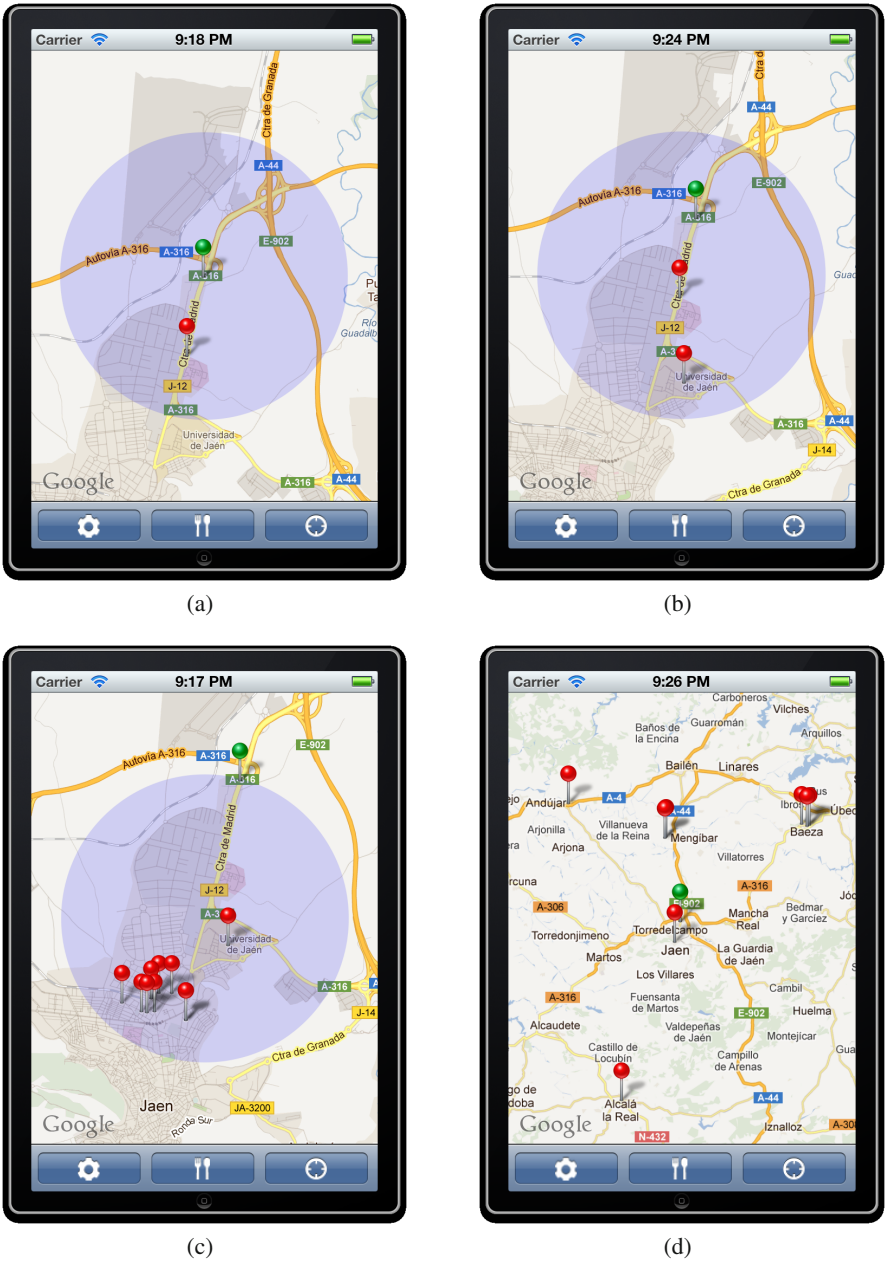 Carrier 9:18 PM
Ctra de Granada
A-44
Autovía A-316
A-316
E-902
A-316
Ctra de Madrid
J-12
A-316
Universidad
de Jaén
A-316
A-44
Google
(a)
Carrier 9:24 PM
A-44
E-902
Autovía A-316
A-316
A-316
J-12
Universidad
de Jaén
A-316
A-44
J-14
Ctra de Granada
Google
(b)
Carrier 9:17 PM
E-902
Autovía A-316
A-316
A-316
Ctra de Madrid
J-12
Universidad
de Jaén
A-316
J-14
Ctra de Granada
Jaen
JA-3200
Ronda Sur
Google
(c)
Carrier 9:26 PM
Carboneros
Vilches
Guarromán
Baños de
la Encina
Arquillos
Bailén
Linares
Andújar
A-4
A-44
Baeza
Arjonilla
Villanueva
de la Reina
Mengibar
Arjona
Villatorres
A-316
A-306
E-902
Mancha
Real
Bedmar
y Garcíez
Torredonjimeno
Torredelcampo
Martos
Jaen
La Guardia
de Jaén
Los Villares
Cambil
A-316
Fuensanta
de Martos
E-902
Huelma
Alcaudete
Valdepeñas
de Jaén
Montejicar
Castillo de
Locubín
Campillo
de Arenas
Alcalá
la Real
A-44
Iznalloz
N-432
Google
(d)